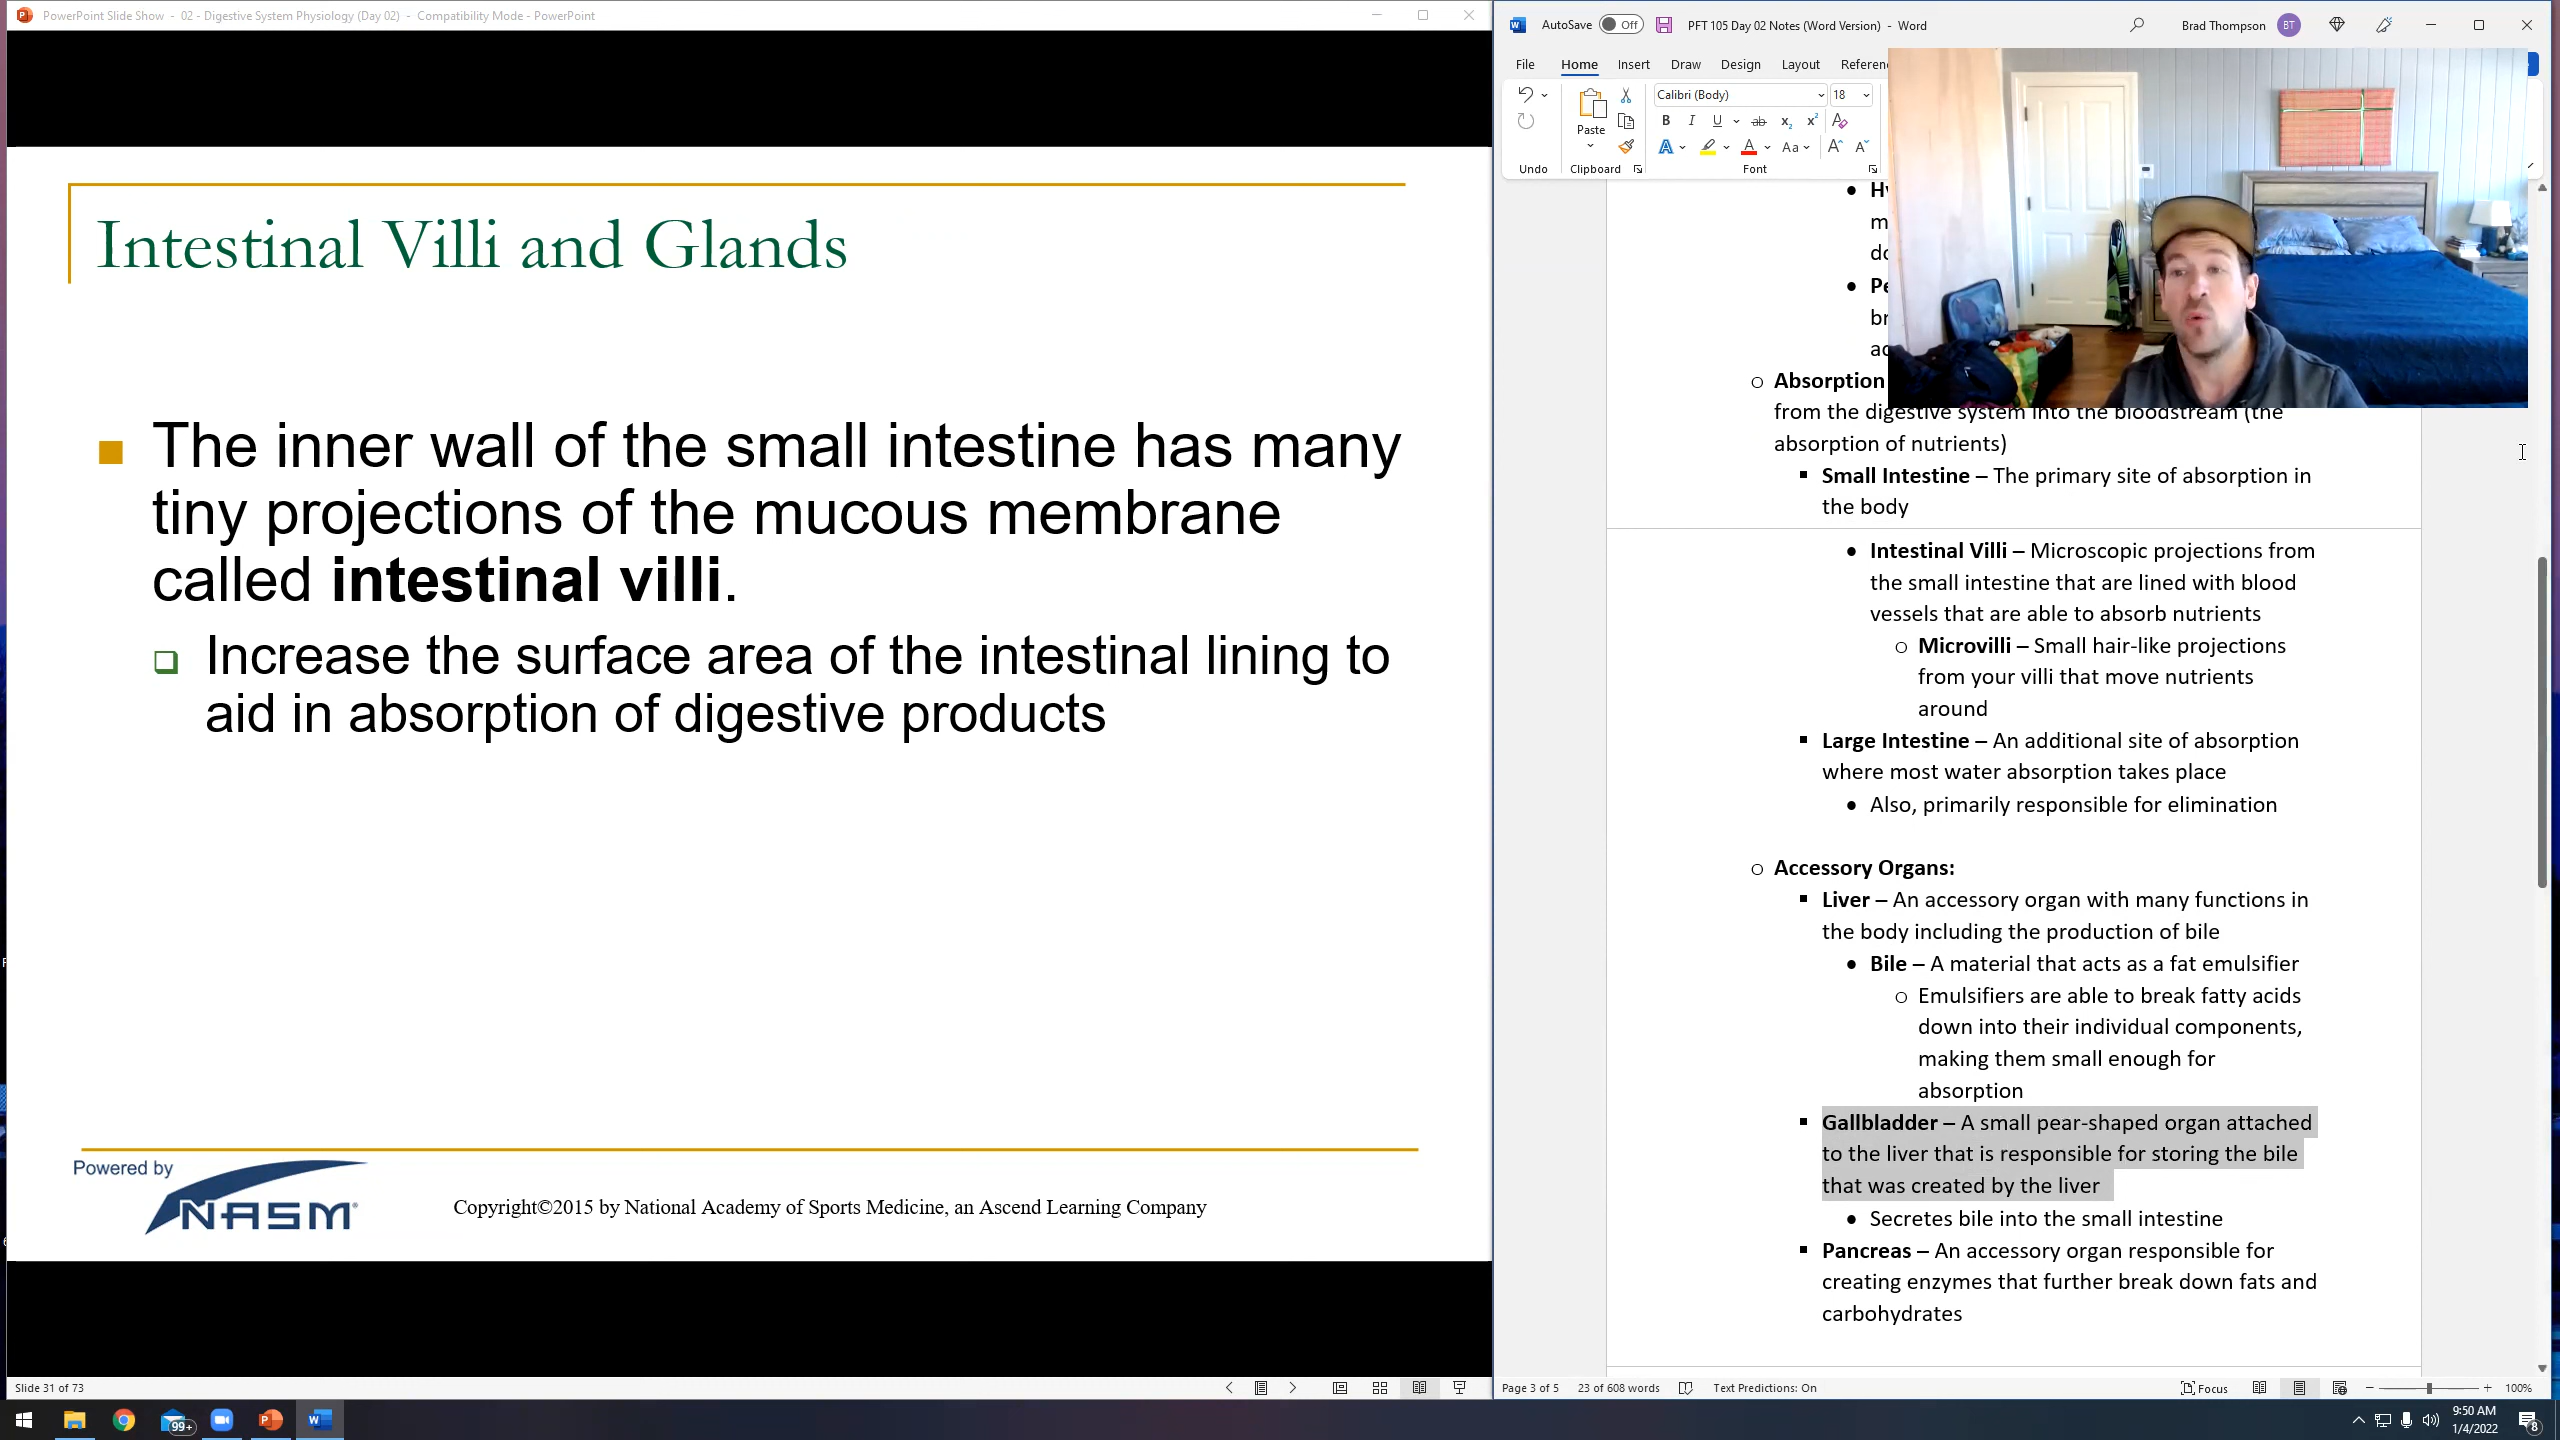 PowerPoint Slide Show - 02 - Digestive System Physiology (Day 02) - Compatibility Mode - PowerPoint
Intestinal Villi and Glands
The inner wall of the small intestine has many
tiny projections of the mucous membrane
called intestinal villi.
Increase the surface area of the intestinal lining to
aid in absorption of digestive products
Powered by
NASM
Copyright©2015 by National Academy of Sports Medicine, an Ascend Learning Company
Slide 31 of 73
AutoSave Off PFT 105 Day 02 Notes (Word Version) - Word Brad Thompson BT
File Home Insert Draw Design Layout Referen
Calibri (Body) 18
Paste
B I U ab x₂ x² A
A A Aa A A
Undo Clipboard Font
Hy
m
do
Pe
br
ac
Absorption
from the digestive system into the bloodstream (the
absorption of nutrients)
Small Intestine – The primary site of absorption in
the body
Intestinal Villi – Microscopic projections from
the small intestine that are lined with blood
vessels that are able to absorb nutrients
Microvilli – Small hair-like projections
from your villi that move nutrients
around
Large Intestine – An additional site of absorption
where most water absorption takes place
Also, primarily responsible for elimination
Accessory Organs:
Liver – An accessory organ with many functions in
the body including the production of bile
Bile – A material that acts as a fat emulsifier
Emulsifiers are able to break fatty acids
down into their individual components,
making them small enough for
absorption
Gallbladder – A small pear-shaped organ attached
to the liver that is responsible for storing the bile
that was created by the liver
Secretes bile into the small intestine
Pancreas – An accessory organ responsible for
creating enzymes that further break down fats and
carbohydrates
Page 3 of 5 23 of 608 words Text Predictions: On Focus 100%
99+
9:50 AM
1/4/2022
8